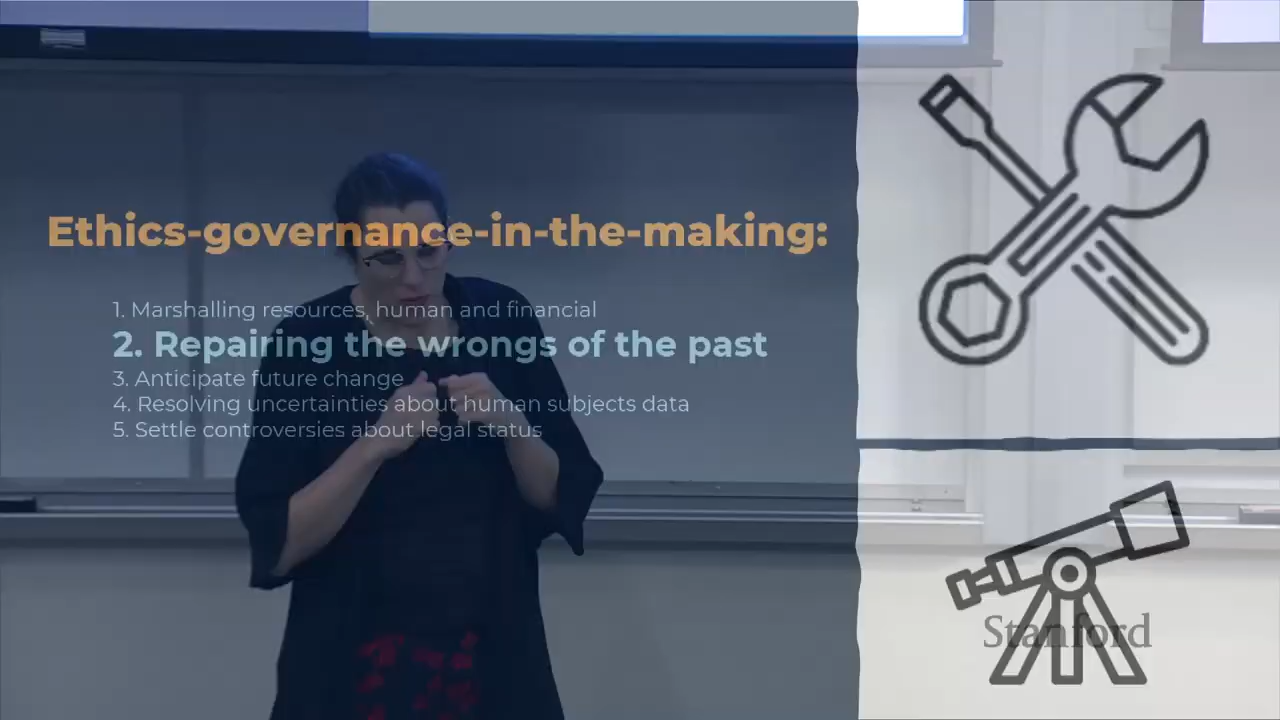 Ethics-governance-in-the-making:
1. Marshalling resources, human and financial
2. Repairing the wrongs of the past
3. Anticipate future change
4. Resolving uncertainties about human subjects data
5. Settle controversies about legal status
Stanford